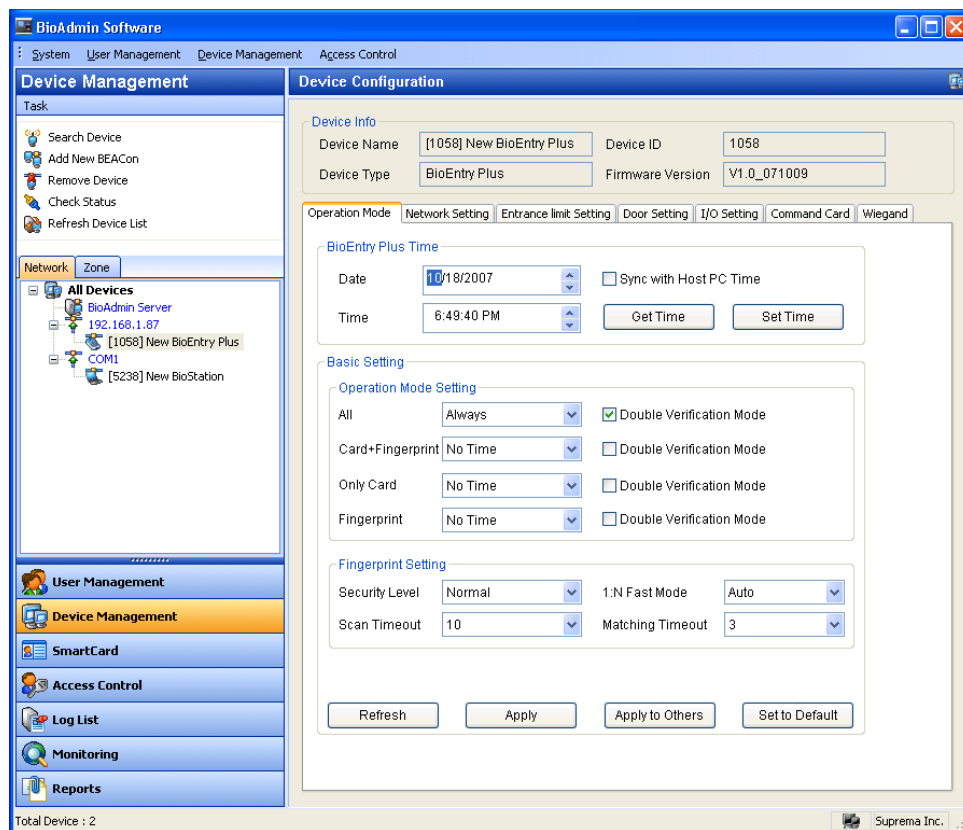 BioAdmin Software
System User Management Device Management Access Control
Device Management
Task
Search Device
Add New BEACon
Remove Device
Check Status
Refresh Device List
Network Zone
All Devices
BioAdmin Server
192.168.1.87
[1058] New BioEntry Plus
COM1
[5238] New BioStation
User Management
Device Management
SmartCard
Access Control
Log List
Monitoring
Reports
Device Configuration
Device Info
Device Name [1058] New BioEntry Plus Device ID 1058
Device Type BioEntry Plus Firmware Version V1.0_071009
Operation Mode Network Setting Entrance limit Setting Door Setting I/O Setting Command Card Wiegand
BioEntry Plus Time
Date 10/18/2007 Sync with Host PC Time
Time 6:49:40 PM Get Time Set Time
Basic Setting
Operation Mode Setting
All Always Double Verification Mode
Card+Fingerprint No Time Double Verification Mode
Only Card No Time Double Verification Mode
Fingerprint No Time Double Verification Mode
Fingerprint Setting
Security Level Normal 1:N Fast Mode Auto
Scan Timeout 10 Matching Timeout 3
Refresh Apply Apply to Others Set to Default
Total Device : 2 Suprema Inc.